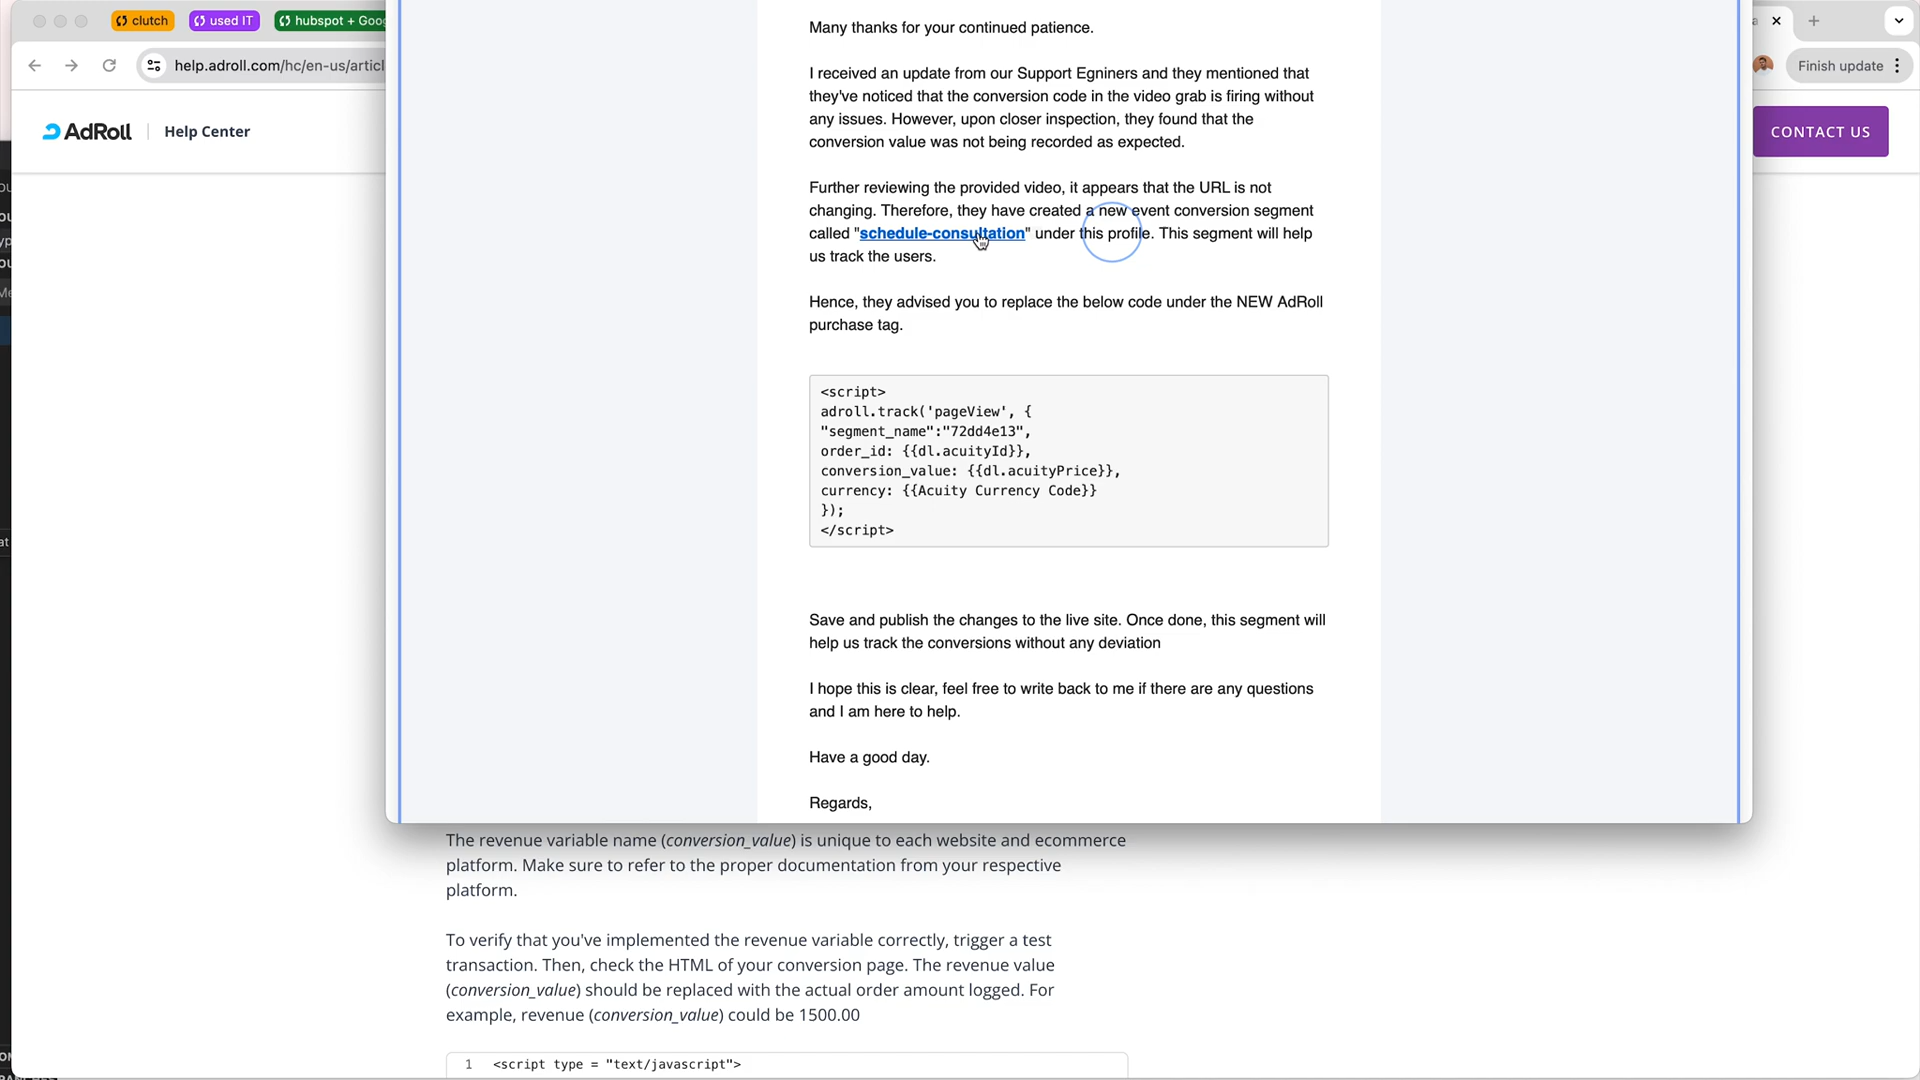 clutch
used IT
hubspot + Goog
help.adroll.com/hc/en-us/articl
Finish update
AdRoll
Help Center
CONTACT US
Many thanks for your continued patience.
I received an update from our Support Egniners and they mentioned that
they've noticed that the conversion code in the video grab is firing without
any issues. However, upon closer inspection, they found that the
conversion value was not being recorded as expected.
Further reviewing the provided video, it appears that the URL is not
changing. Therefore, they have created a new event conversion segment
called "schedule-consultation" under this profile. This segment will help
us track the users.
Hence, they advised you to replace the below code under the NEW AdRoll
purchase tag.
<script>
adroll.track('pageView', {
"segment_name":"72dd4e13",
order_id: {{dl.acuityId}},
conversion_value: {{dl.acuityPrice}},
currency: {{Acuity Currency Code}}
});
</script>
Save and publish the changes to the live site. Once done, this segment will
help us track the conversions without any deviation
I hope this is clear, feel free to write back to me if there are any questions
and I am here to help.
Have a good day.
Regards,
The revenue variable name (conversion_value) is unique to each website and ecommerce
platform. Make sure to refer to the proper documentation from your respective
platform.
To verify that you've implemented the revenue variable correctly, trigger a test
transaction. Then, check the HTML of your conversion page. The revenue value
(conversion_value) should be replaced with the actual order amount logged. For
example, revenue (conversion_value) could be 1500.00
1 <script type = "text/javascript">